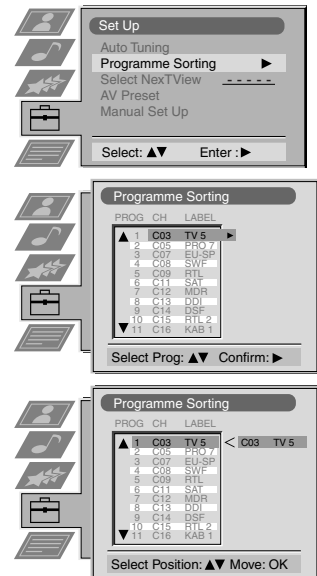 Set Up
Auto Tuning
Programme Sorting ▶
Select NexTView - - - - -
AV Preset
Manual Set Up
Select: ▲▼ Enter : ▶
Programme Sorting
PROG CH LABEL
1 C03 TV 5 ▶
2 C05 PRO 7
3 C07 EU-SP
4 C08 SWF
5 C09 RTL
6 C11 SAT
7 C12 MDR
8 C13 DDI
9 C14 DSF
10 C15 RTL 2
11 C16 KAB 1
Select Prog: ▲▼ Confirm: ▶
Programme Sorting
PROG CH LABEL
1 C03 TV 5 < C03 TV 5
2 C05 PRO 7
3 C07 EU-SP
4 C08 SWF
5 C09 RTL
6 C11 SAT
7 C12 MDR
8 C13 DDI
9 C14 DSF
10 C15 RTL 2
11 C16 KAB 1
Select Position: ▲▼ Move: OK